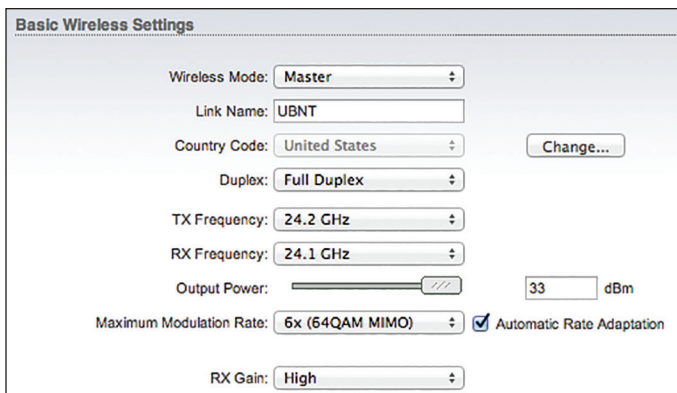 Basic Wireless Settings
Wireless Mode: Master
Link Name: UBNT
Country Code: United States Change...
Duplex: Full Duplex
TX Frequency: 24.2 GHz
RX Frequency: 24.1 GHz
Output Power: 33 dBm
Maximum Modulation Rate: 6x (64QAM MIMO) Automatic Rate Adaptation
RX Gain: High